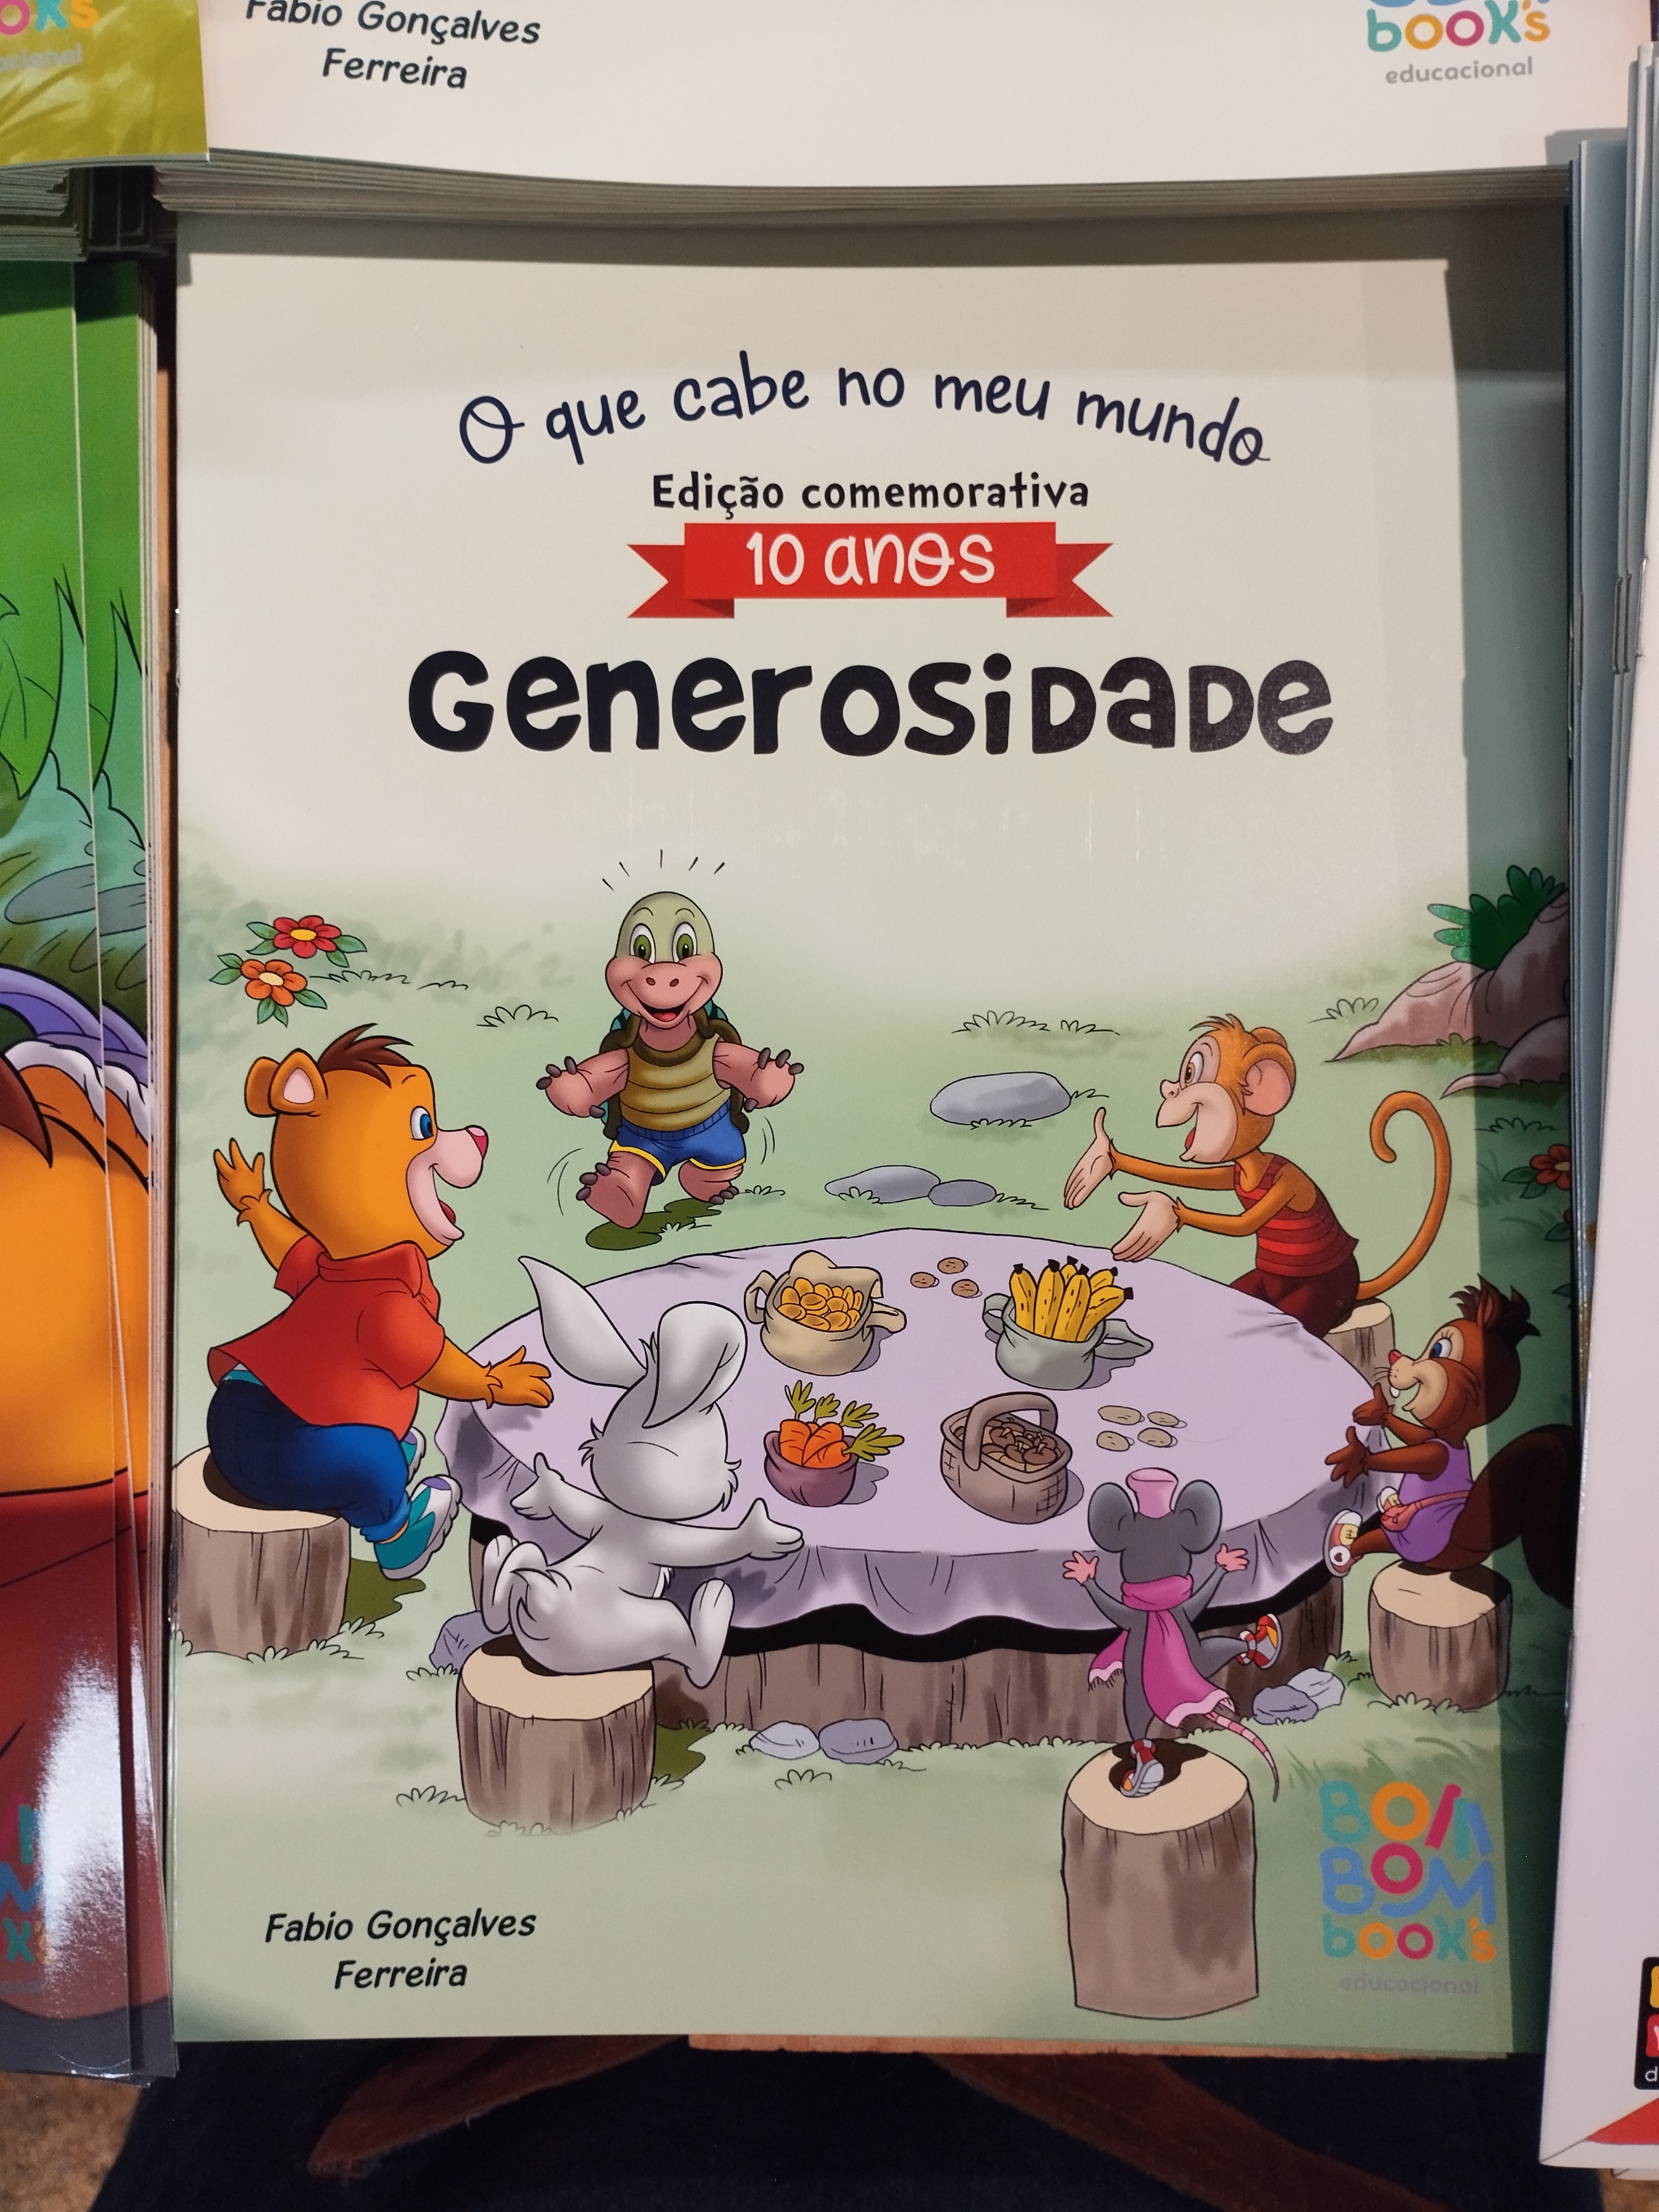 Fabio Gonçalves
Ferreira
book's
educacional
O que cabe no meu mundo
Edição comemorativa
10 anos
Generosidade
Fabio Gonçalves
Ferreira
BOM
BOM
book's
educacional